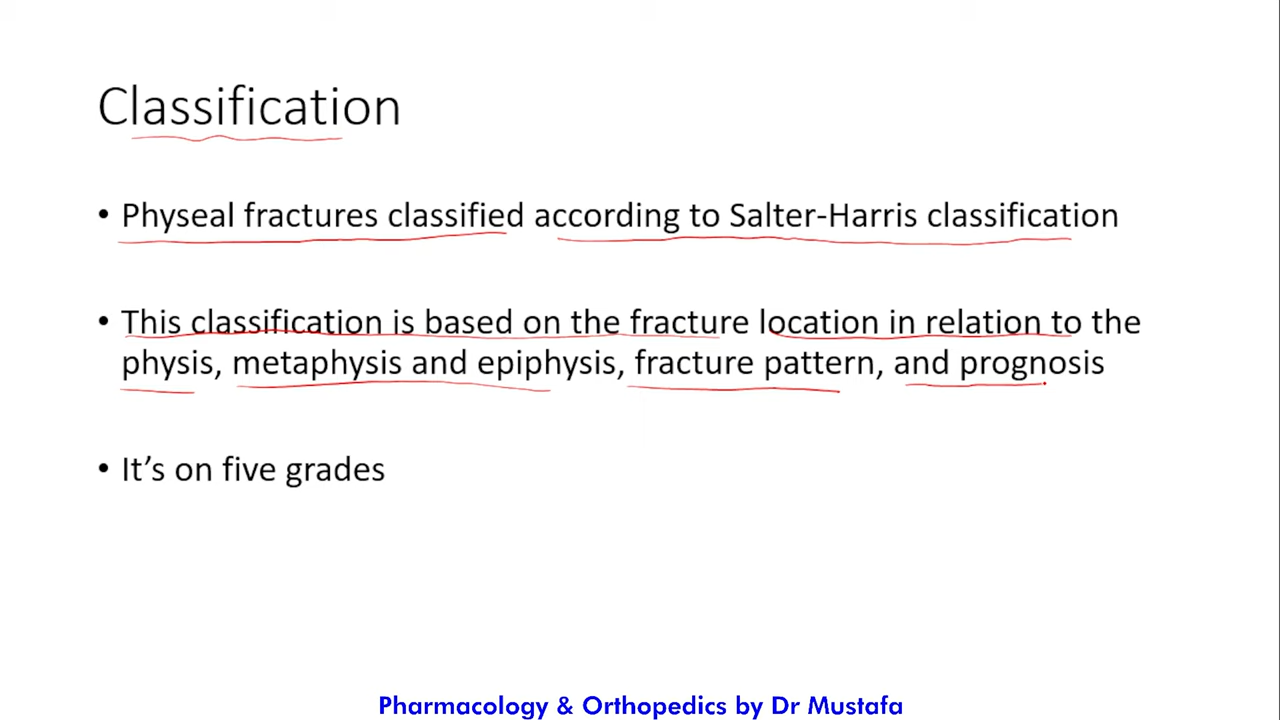 Classification
• Physeal fractures classified according to Salter-Harris classification
• This classification is based on the fracture location in relation to the
physis, metaphysis and epiphysis, fracture pattern, and prognosis
• It’s on five grades
Pharmacology & Orthopedics by Dr Mustafa